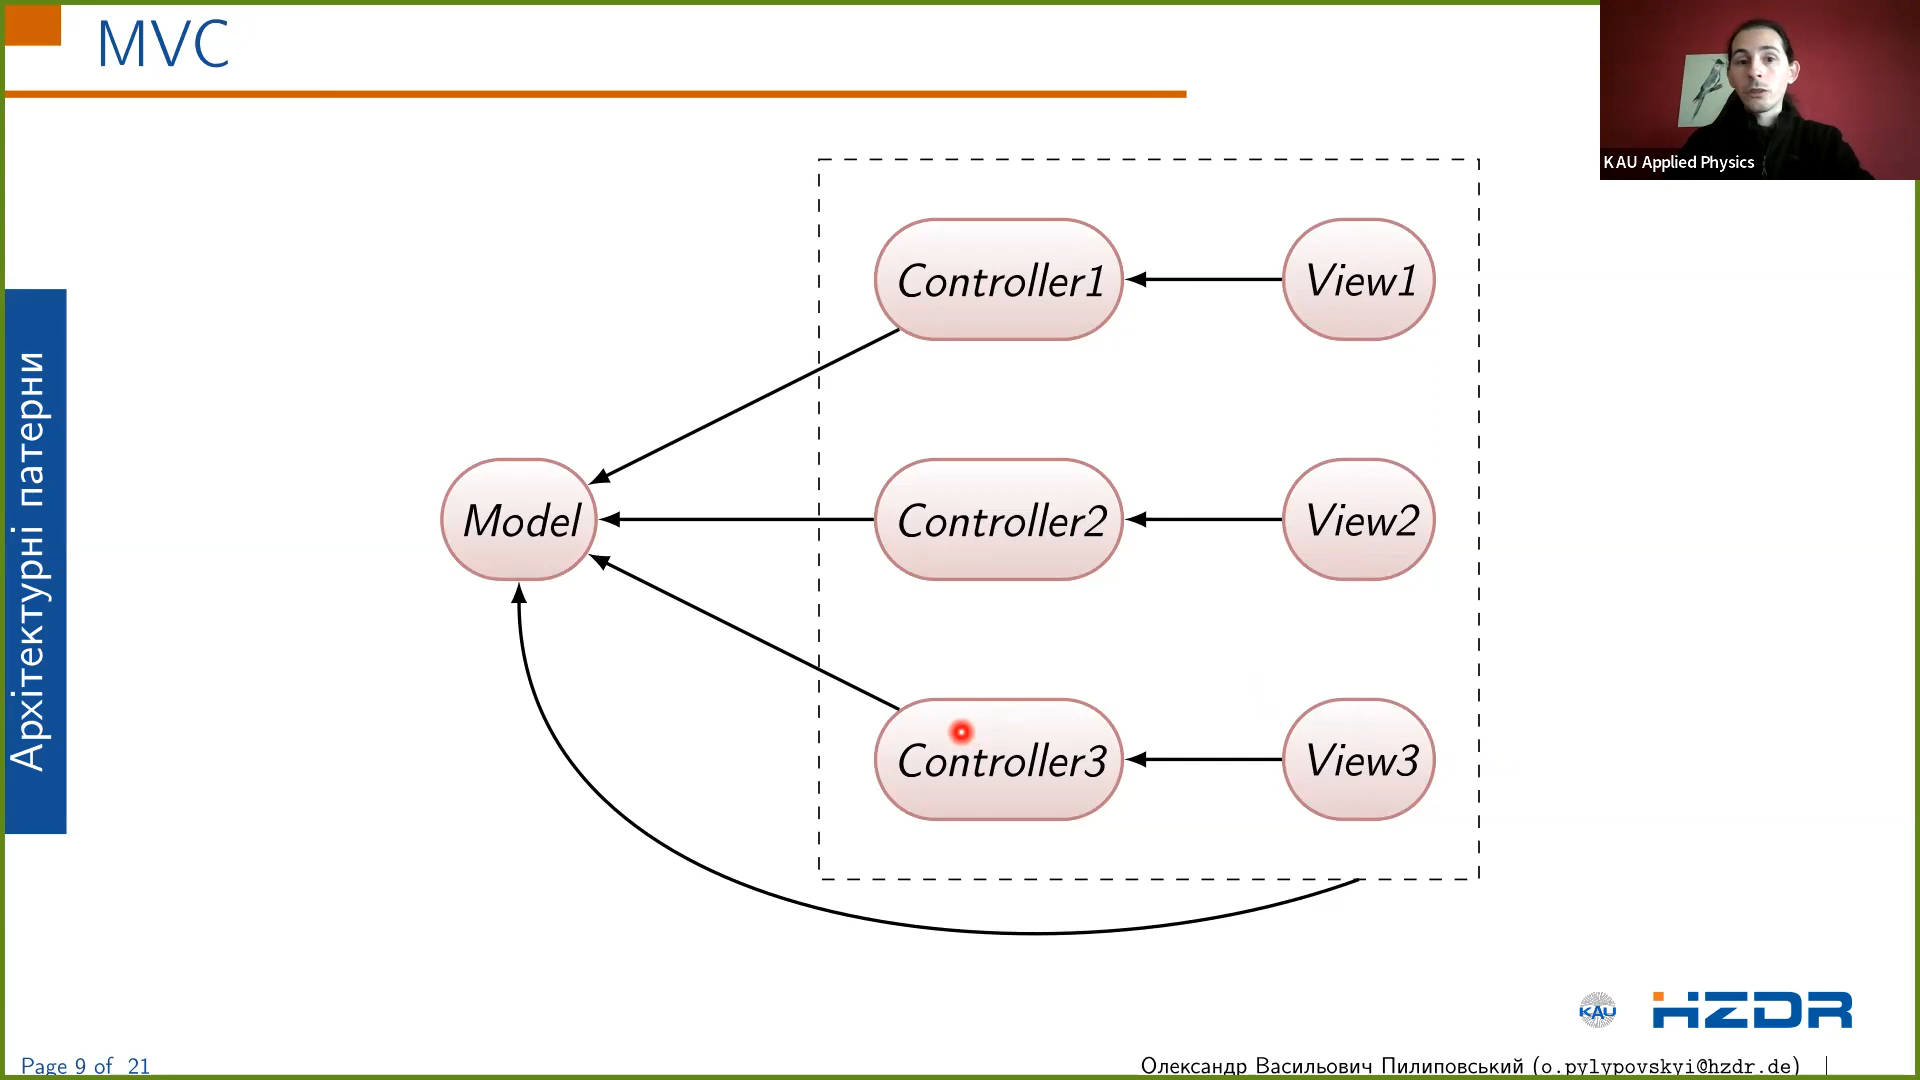 MVC
KAU Applied Physics
Архітектурні патерни
Controller1
View1
Model
Controller2
View2
Controller3
View3
KAU
HZDR
Page 9 of 21
Олександр Васильович Пилиповський (o.pylypovskyi@hzdr.de)